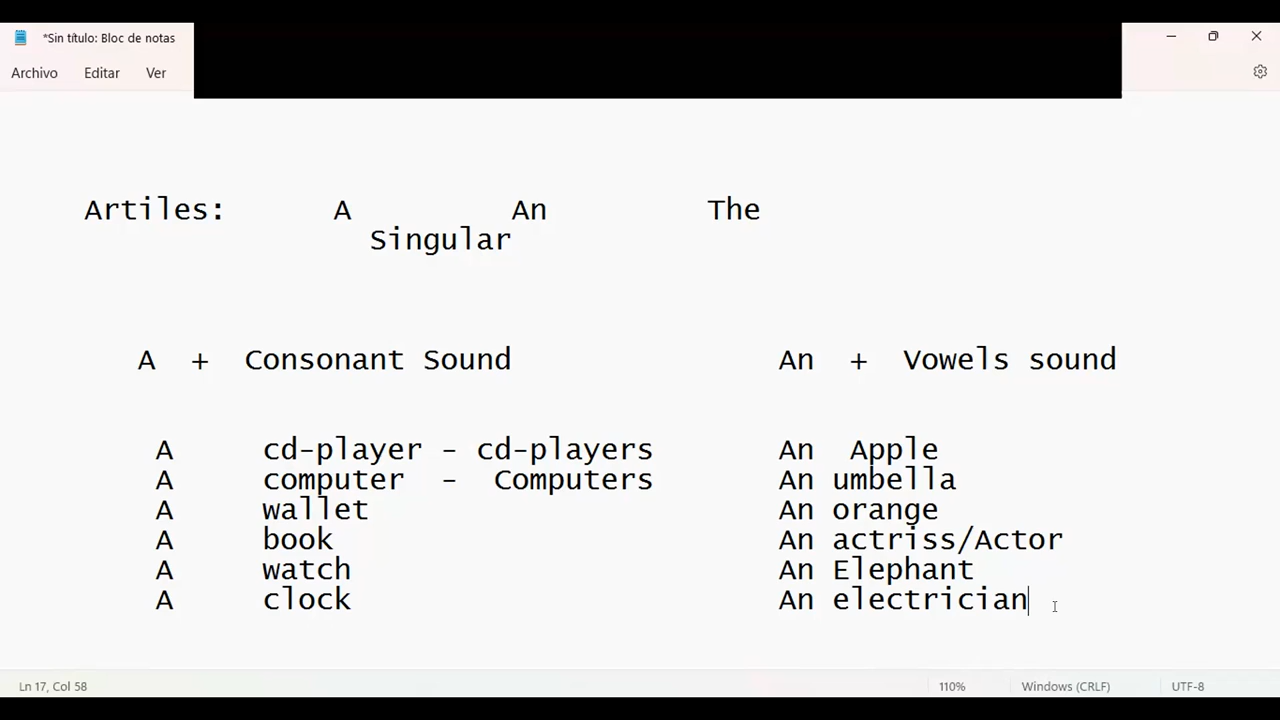 *Sin título: Bloc de notas
Archivo Editar Ver
Artiles: A An The
Singular
A + Consonant Sound An + Vowels sound
A cd-player - cd-players An Apple
A computer - Computers An umbella
A wallet An orange
A book An actriss/Actor
A watch An Elephant
A clock An electrician
Ln 17, Col 58 110% Windows (CRLF) UTF-8